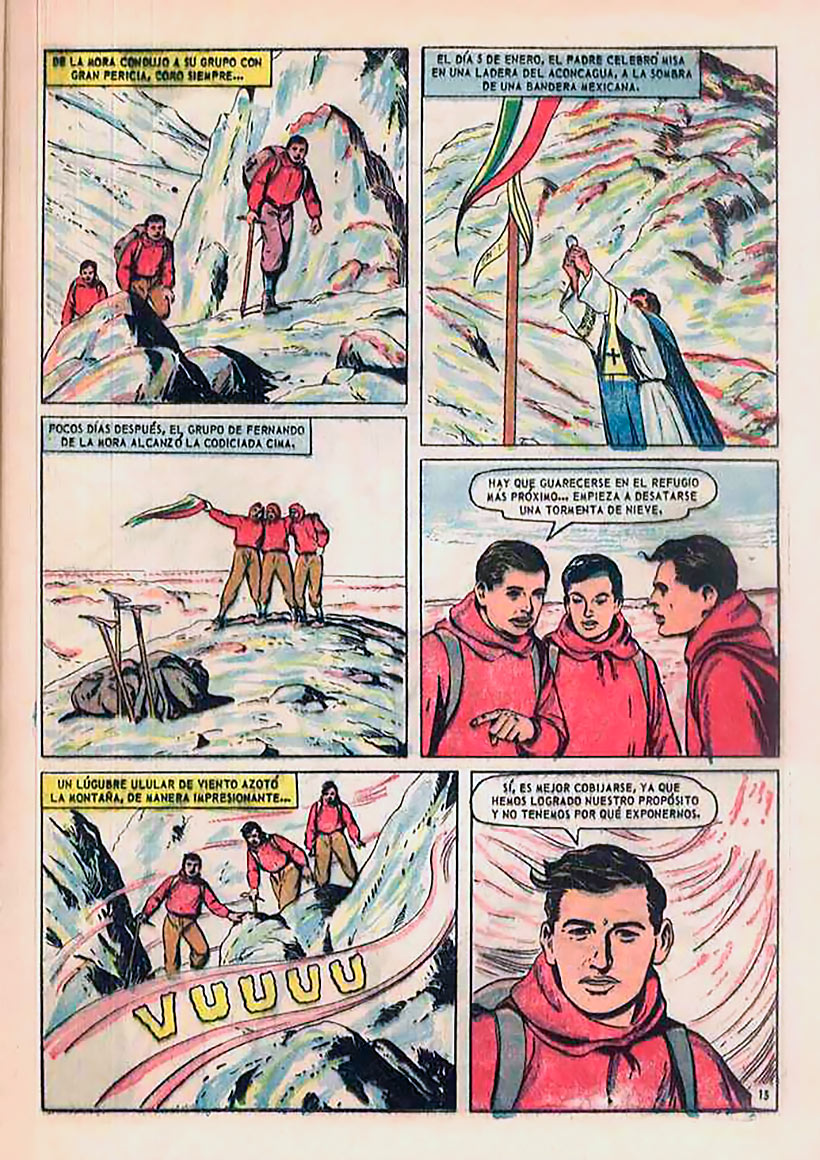 DE LA MORA CONDUJO A SU GRUPO CON
GRAN PERICIA, COMO SIEMPRE...
EL DÍA 5 DE ENERO, EL PADRE CELEBRÓ MISA
EN UNA LADERA DEL ACONCAGUA, A LA SOMBRA
DE UNA BANDERA MEXICANA.
POCOS DÍAS DESPUÉS, EL GRUPO DE FERNANDO
DE LA MORA ALCANZÓ LA CODICIADA CIMA.
HAY QUE GUARECERSE EN EL REFUGIO
MÁS PRÓXIMO... EMPIEZA A DESATARSE
UNA TORMENTA DE NIEVE.
UN LÚGUBRE ULULAR DE VIENTO AZOTÓ
LA MONTAÑA, DE MANERA IMPRESIONANTE...
VUUUU
SÍ, ES MEJOR COBIJARSE, YA QUE
HEMOS LOGRADO NUESTRO PROPÓSITO
Y NO TENEMOS POR QUÉ EXPONERNOS.